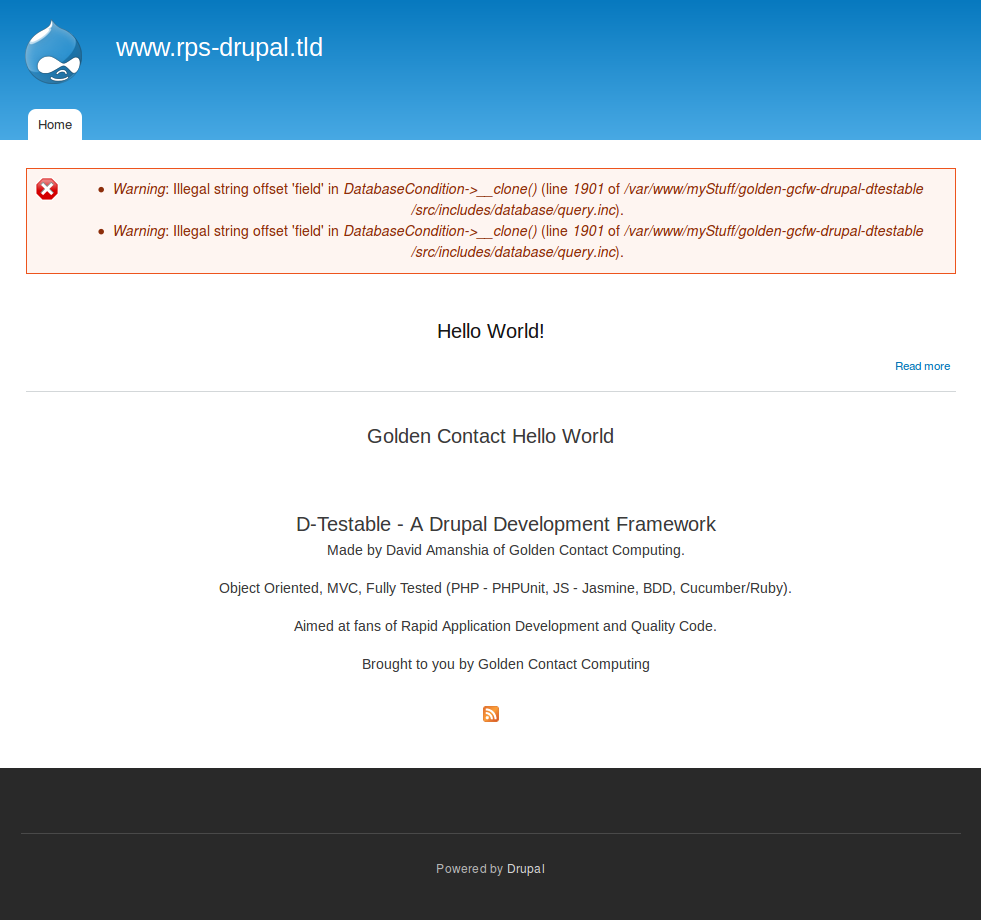 www.rps-drupal.tld
Home
• Warning: Illegal string offset 'field' in DatabaseCondition->__clone() (line 1901 of /var/www/myStuff/golden-gcfw-drupal-dtestable
/src/includes/database/query.inc).
• Warning: Illegal string offset 'field' in DatabaseCondition->__clone() (line 1901 of /var/www/myStuff/golden-gcfw-drupal-dtestable
/src/includes/database/query.inc).
Hello World!
Read more
Golden Contact Hello World
D-Testable - A Drupal Development Framework
Made by David Amanshia of Golden Contact Computing.
Object Oriented, MVC, Fully Tested (PHP - PHPUnit, JS - Jasmine, BDD, Cucumber/Ruby).
Aimed at fans of Rapid Application Development and Quality Code.
Brought to you by Golden Contact Computing
Powered by Drupal